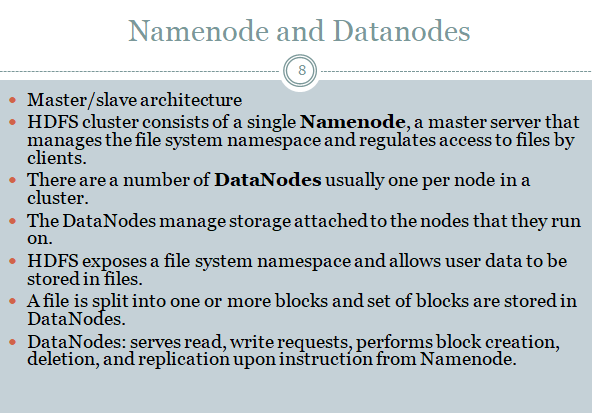 Namenode and Datanodes
8
Master/slave architecture
HDFS cluster consists of a single Namenode, a master server that
manages the file system namespace and regulates access to files by
clients.
There are a number of DataNodes usually one per node in a
cluster.
The DataNodes manage storage attached to the nodes that they run
on.
HDFS exposes a file system namespace and allows user data to be
stored in files.
A file is split into one or more blocks and set of blocks are stored in
DataNodes.
DataNodes: serves read, write requests, performs block creation,
deletion, and replication upon instruction from Namenode.